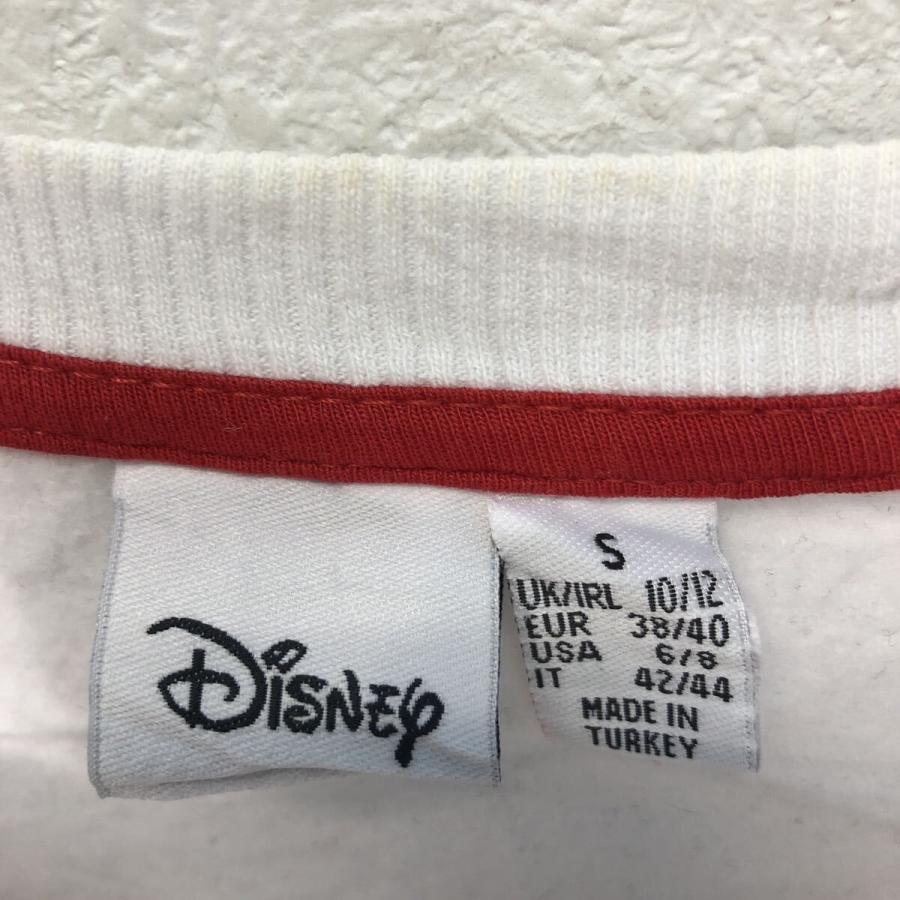 Disney
S
UK/IRL 10/12
EUR 38/40
USA 6/8
IT 42/44
MADE IN
TURKEY